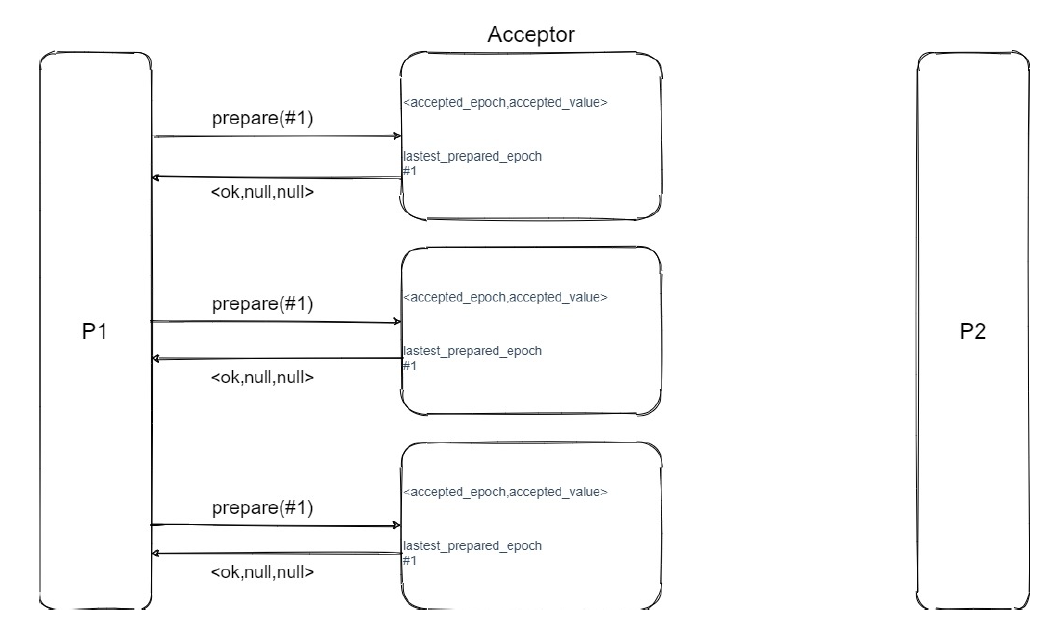 Acceptor
<accepted_epoch,accepted_value>
prepare(#1)
lastest_prepared_epoch
#1
<ok,null,null>
<accepted_epoch,accepted_value>
prepare(#1)
P1
P2
lastest_prepared_epoch
#1
<ok,null,null>
<accepted_epoch,accepted_value>
prepare(#1)
lastest_prepared_epoch
#1
<ok,null,null>